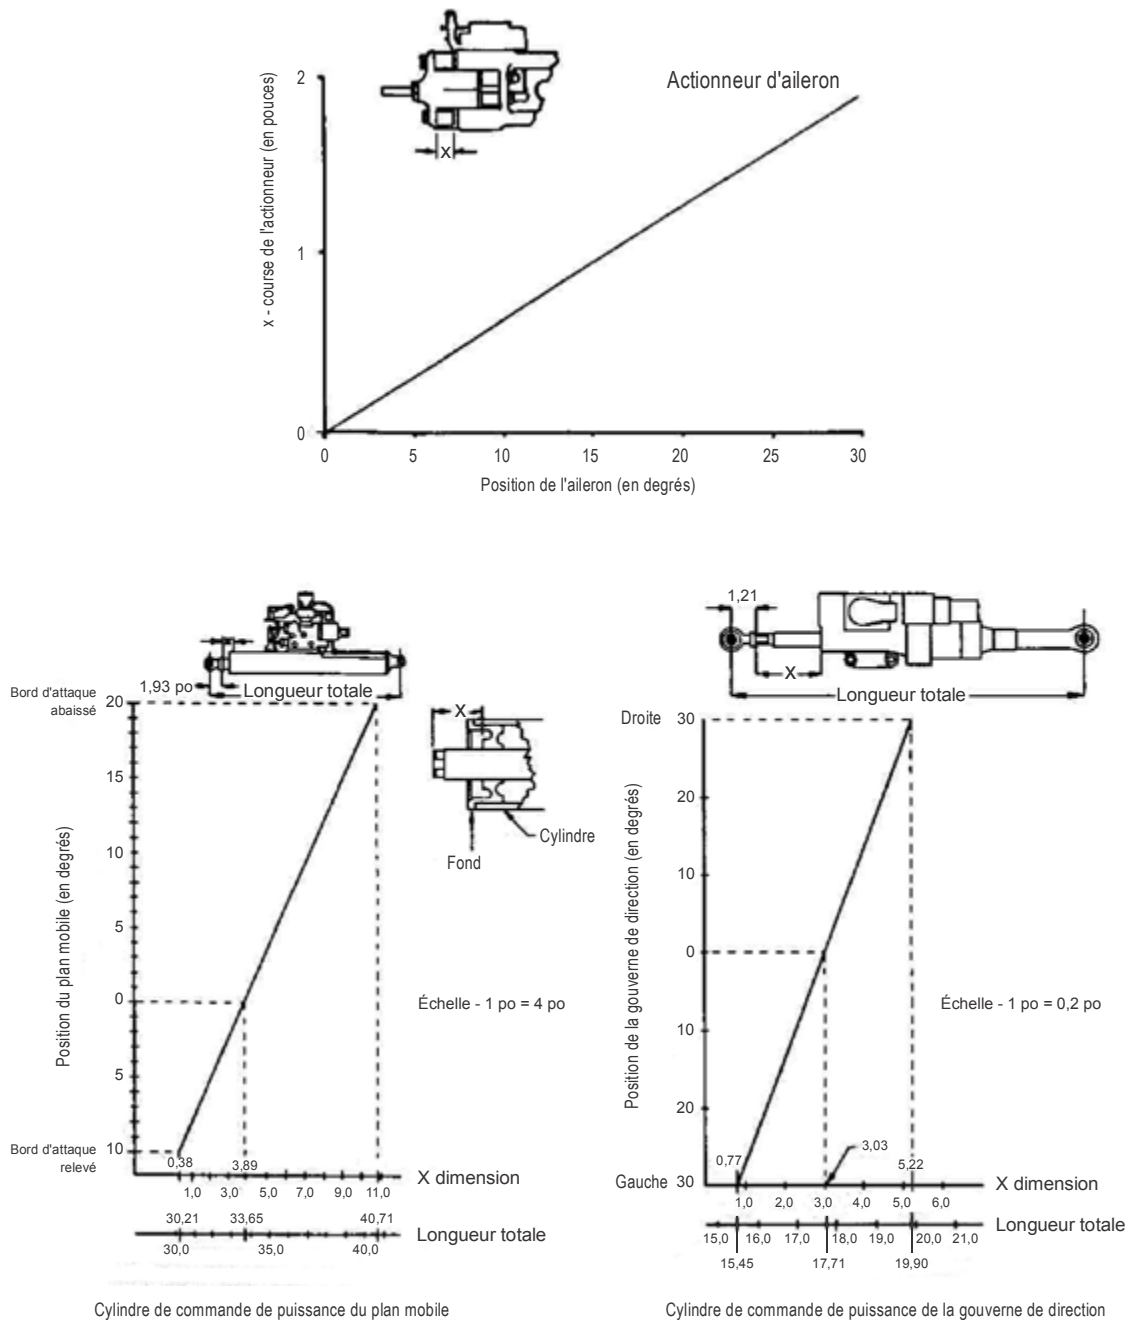 Actionneur d'aileron
x - course de l'actionneur (en pouces)
2
1
0
X
0 5 10 15 20 25 30
Position de l'aileron (en degrés)
1,93 po
Longueur totale
Bord d'attaque
abaissé
20
15
10
5
0
5
10
Bord d'attaque
relevé
Position du plan mobile (en degrés)
X
Cylindre
Fond
Échelle - 1 po = 4 po
0,38 3,89
1,0 3,0 5,0 7,0 9,0 11,0
X dimension
30,21 33,65 40,71
30,0 35,0 40,0
Longueur totale
Cylindre de commande de puissance du plan mobile
1,21
X
Longueur totale
Droite 30
20
10
0
10
20
Gauche 30
Position de la gouverne de direction (en degrés)
Échelle - 1 po = 0,2 po
0,77 3,03 5,22
1,0 2,0 3,0 4,0 5,0 6,0
X dimension
15,0 16,0 17,0 18,0 19,0 20,0 21,0
Longueur totale
15,45 17,71 19,90
Cylindre de commande de puissance de la gouverne de direction